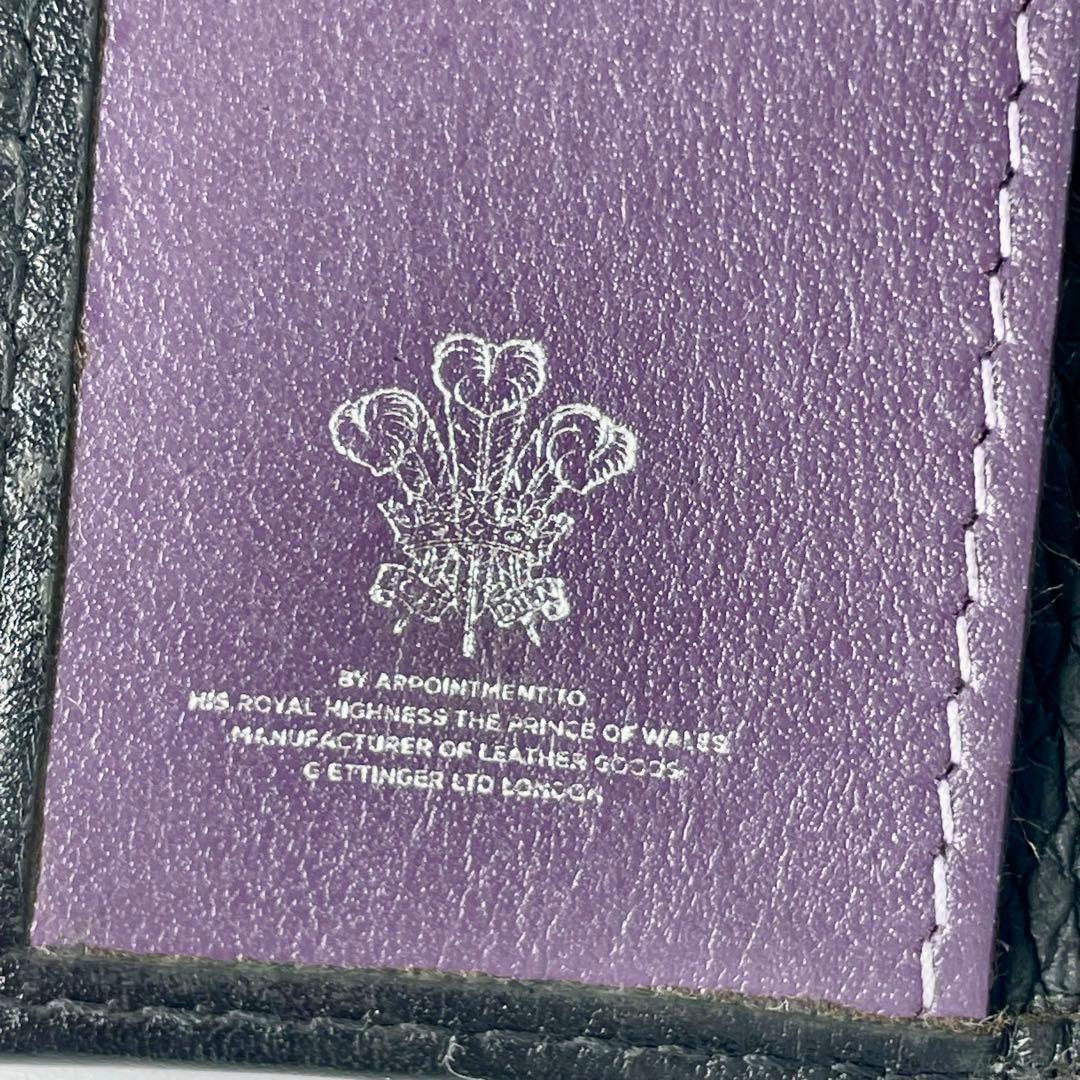 BY APPOINTMENT TO
HIS ROYAL HIGHNESS THE PRINCE OF WALES
MANUFACTURER OF LEATHER GOODS
G ETTINGER LTD LONDON